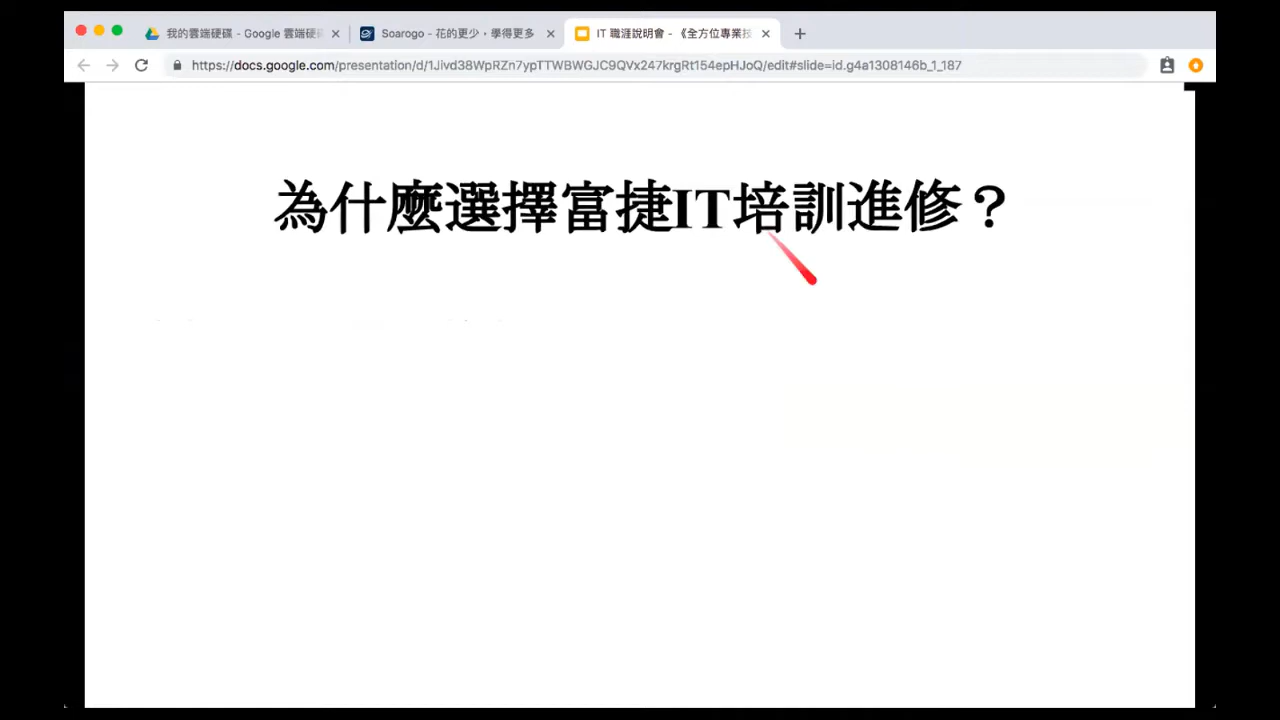 我的雲端硬碟 - Google 雲端硬
Soarogo - 花的更少，學得更多
IT 職涯說明會 - 《全方位專業技
https://docs.google.com/presentation/d/1Jivd38WpRZn7ypTTWBWGJC9QVx247krgRt154epHJoQ/edit#slide=id.g4a1308146b_1_187
為什麼選擇富捷IT培訓進修？